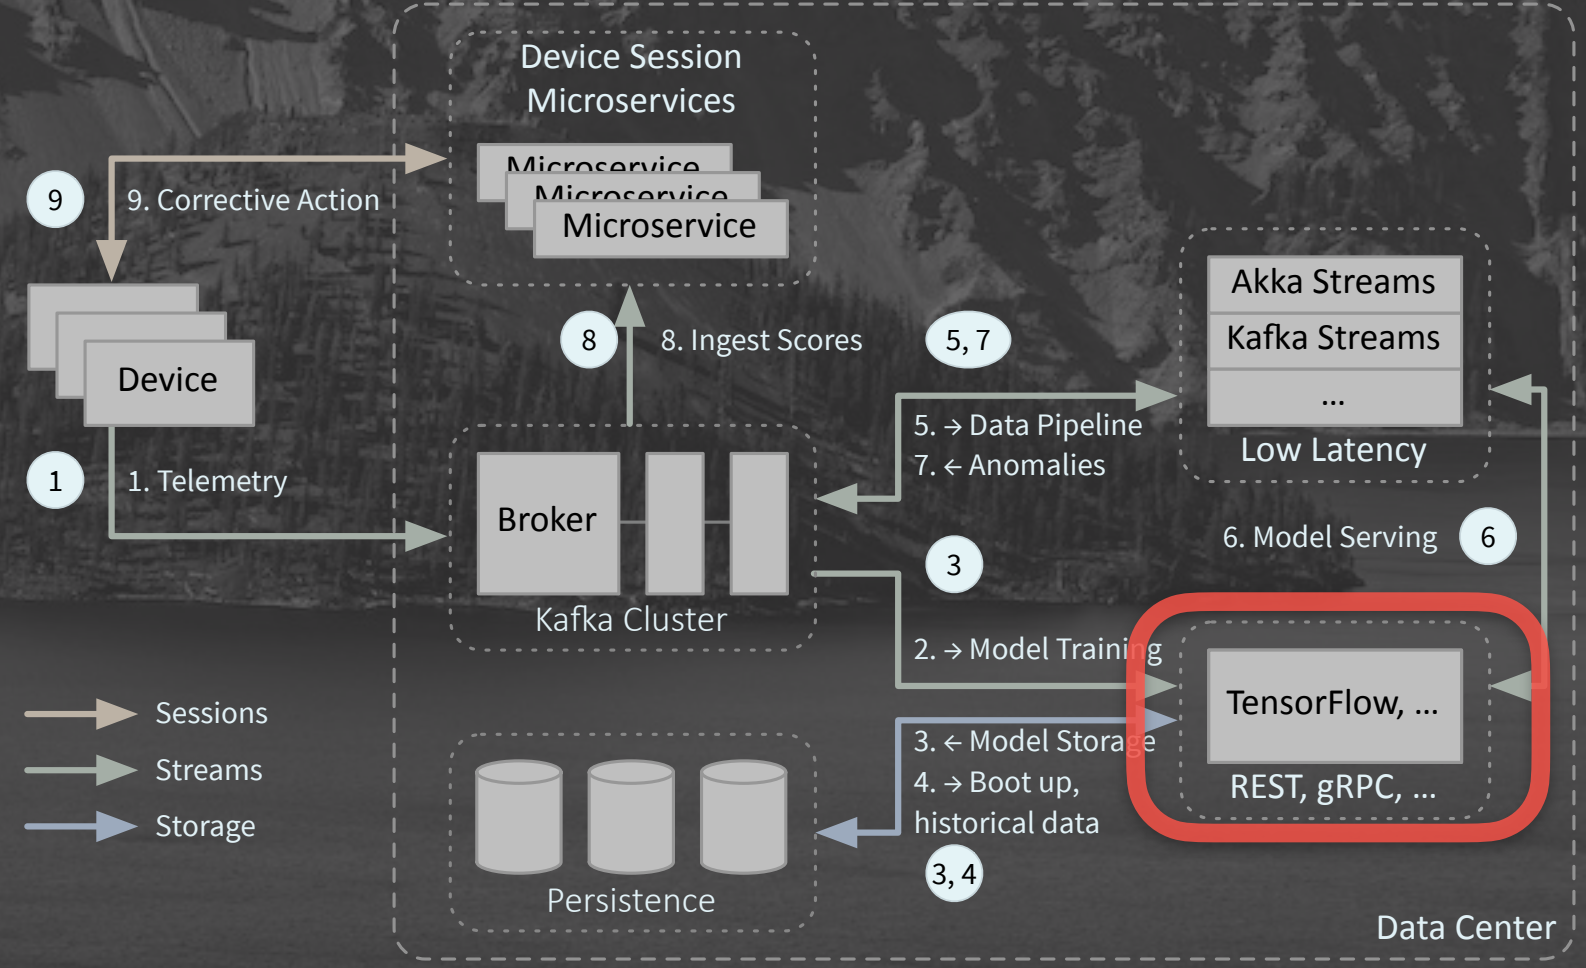 Device Session
Microservices
Microservice
Microservice
Microservice
9
9. Corrective Action
Device
1
1. Telemetry
8
8. Ingest Scores
5, 7
5. → Data Pipeline
7. ← Anomalies
Akka Streams
Kafka Streams
...
Low Latency
Broker
Kafka Cluster
3
6. Model Serving
6
2. → Model Training
TensorFlow, ...
REST, gRPC, ...
3. ← Model Storage
4. → Boot up,
historical data
3, 4
Persistence
Sessions
Streams
Storage
Data Center